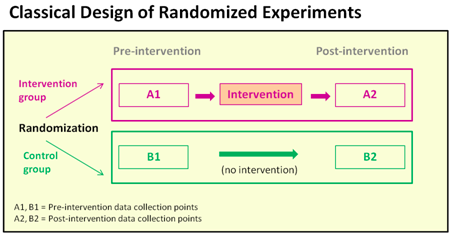 Classical Design of Randomized Experiments
Pre-intervention Post-intervention
Intervention
group
A1 Intervention A2
Randomization
Control
group
B1 B2
(no intervention)
A1, B1 = Pre-intervention data collection points
A2, B2 = Post-intervention data collection points